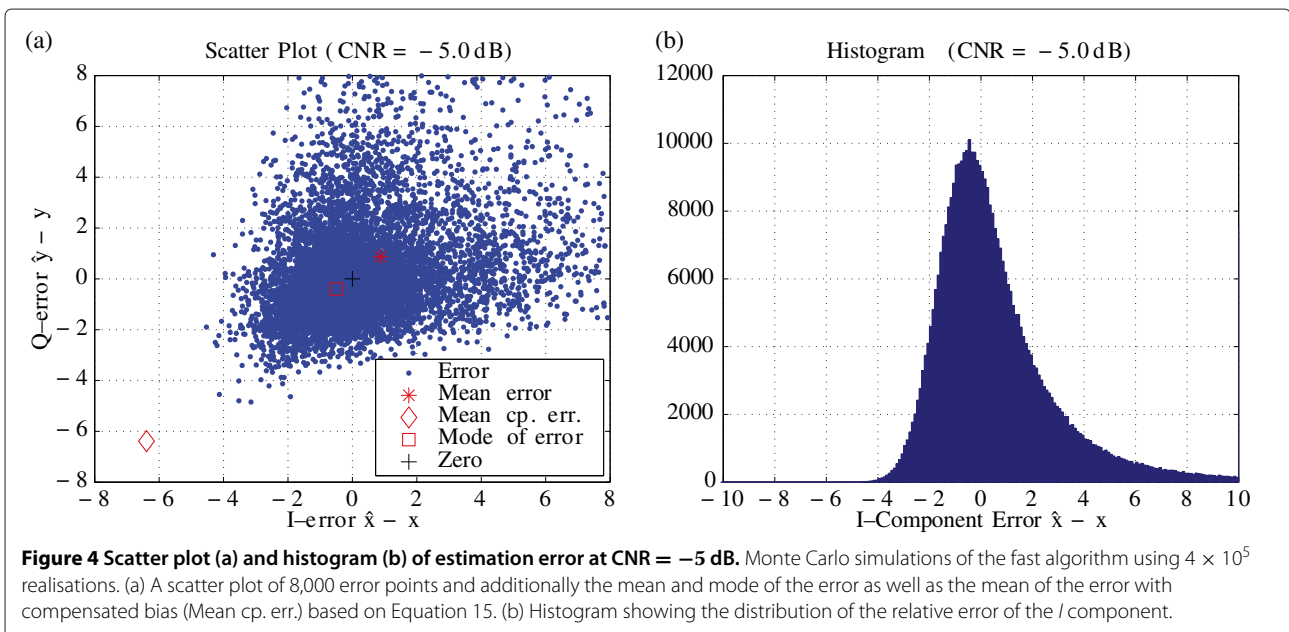 (a)
Scatter Plot (CNR = − 5.0 dB)
8
6
4
2
0
− 2
− 4
− 6
− 8
Q–error ŷ − y
Error
Mean error
Mean cp. err.
Mode of error
Zero
− 8 − 6 − 4 − 2 0 2 4 6 8
I–error x̂ − x
(b)
Histogram (CNR = − 5.0 dB)
12000
10000
8000
6000
4000
2000
0
− 10 − 8 − 6 − 4 − 2 0 2 4 6 8 10
I–Component Error x̂ − x
Figure 4 Scatter plot (a) and histogram (b) of estimation error at CNR = −5 dB. Monte Carlo simulations of the fast algorithm using 4 × 10⁵
realisations. (a) A scatter plot of 8,000 error points and additionally the mean and mode of the error as well as the mean of the error with
compensated bias (Mean cp. err.) based on Equation 15. (b) Histogram showing the distribution of the relative error of the I component.